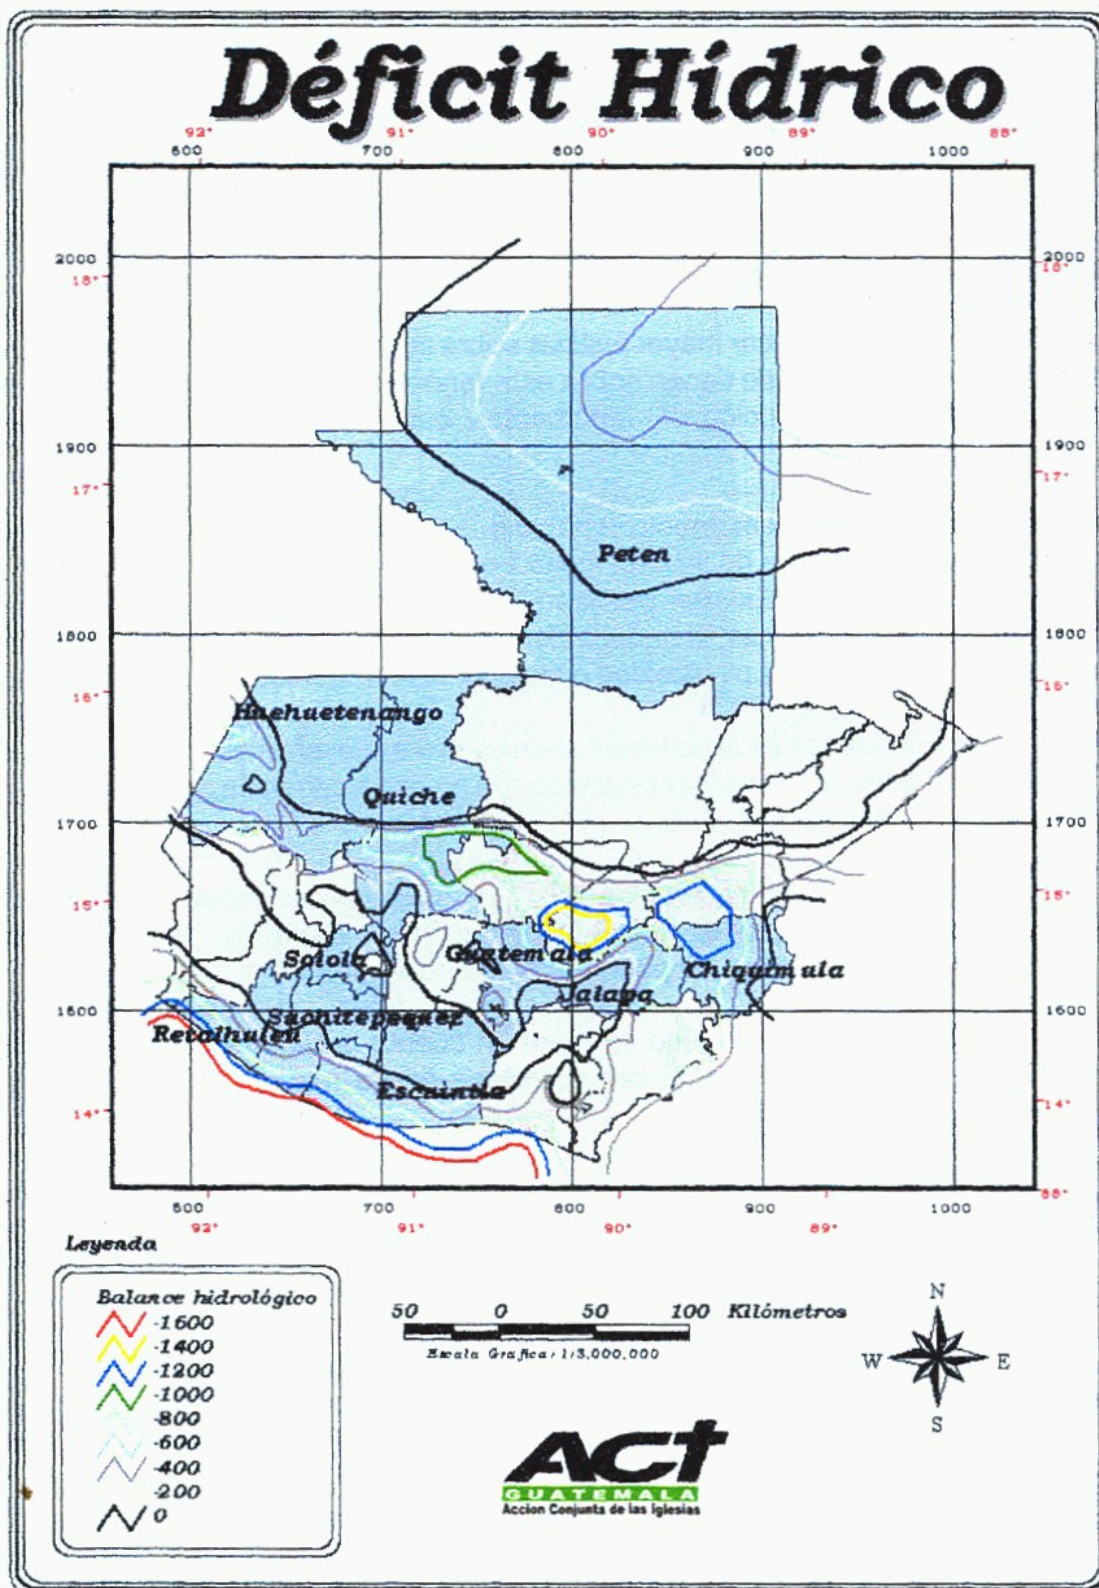 Déficit Hídrico
92° 91° 90° 89° 88°
600 700 800 900 1000
2000 2000
18° 18°
1900 1900
17° 17°
Peten
1800 1800
16° 16°
Huehuetenango
Quiche
1700 1700
15° 15°
Solola Guatemala Chiquimula
Jalapa
1600 1600
Suchitepequez
Retalhuleu
Escuintla
14° 14°
600 700 800 900 1000
92° 91° 90° 89° 88°
Leyenda
Balance hidrológico
-1600
-1400
-1200
-1000
-800
-600
-400
-200
0
50 0 50 100 Kilómetros
Escala Grafica: 1:3,000,000
N
W E
S
ACT
GUATEMALA
Accion Conjunta de las Iglesias